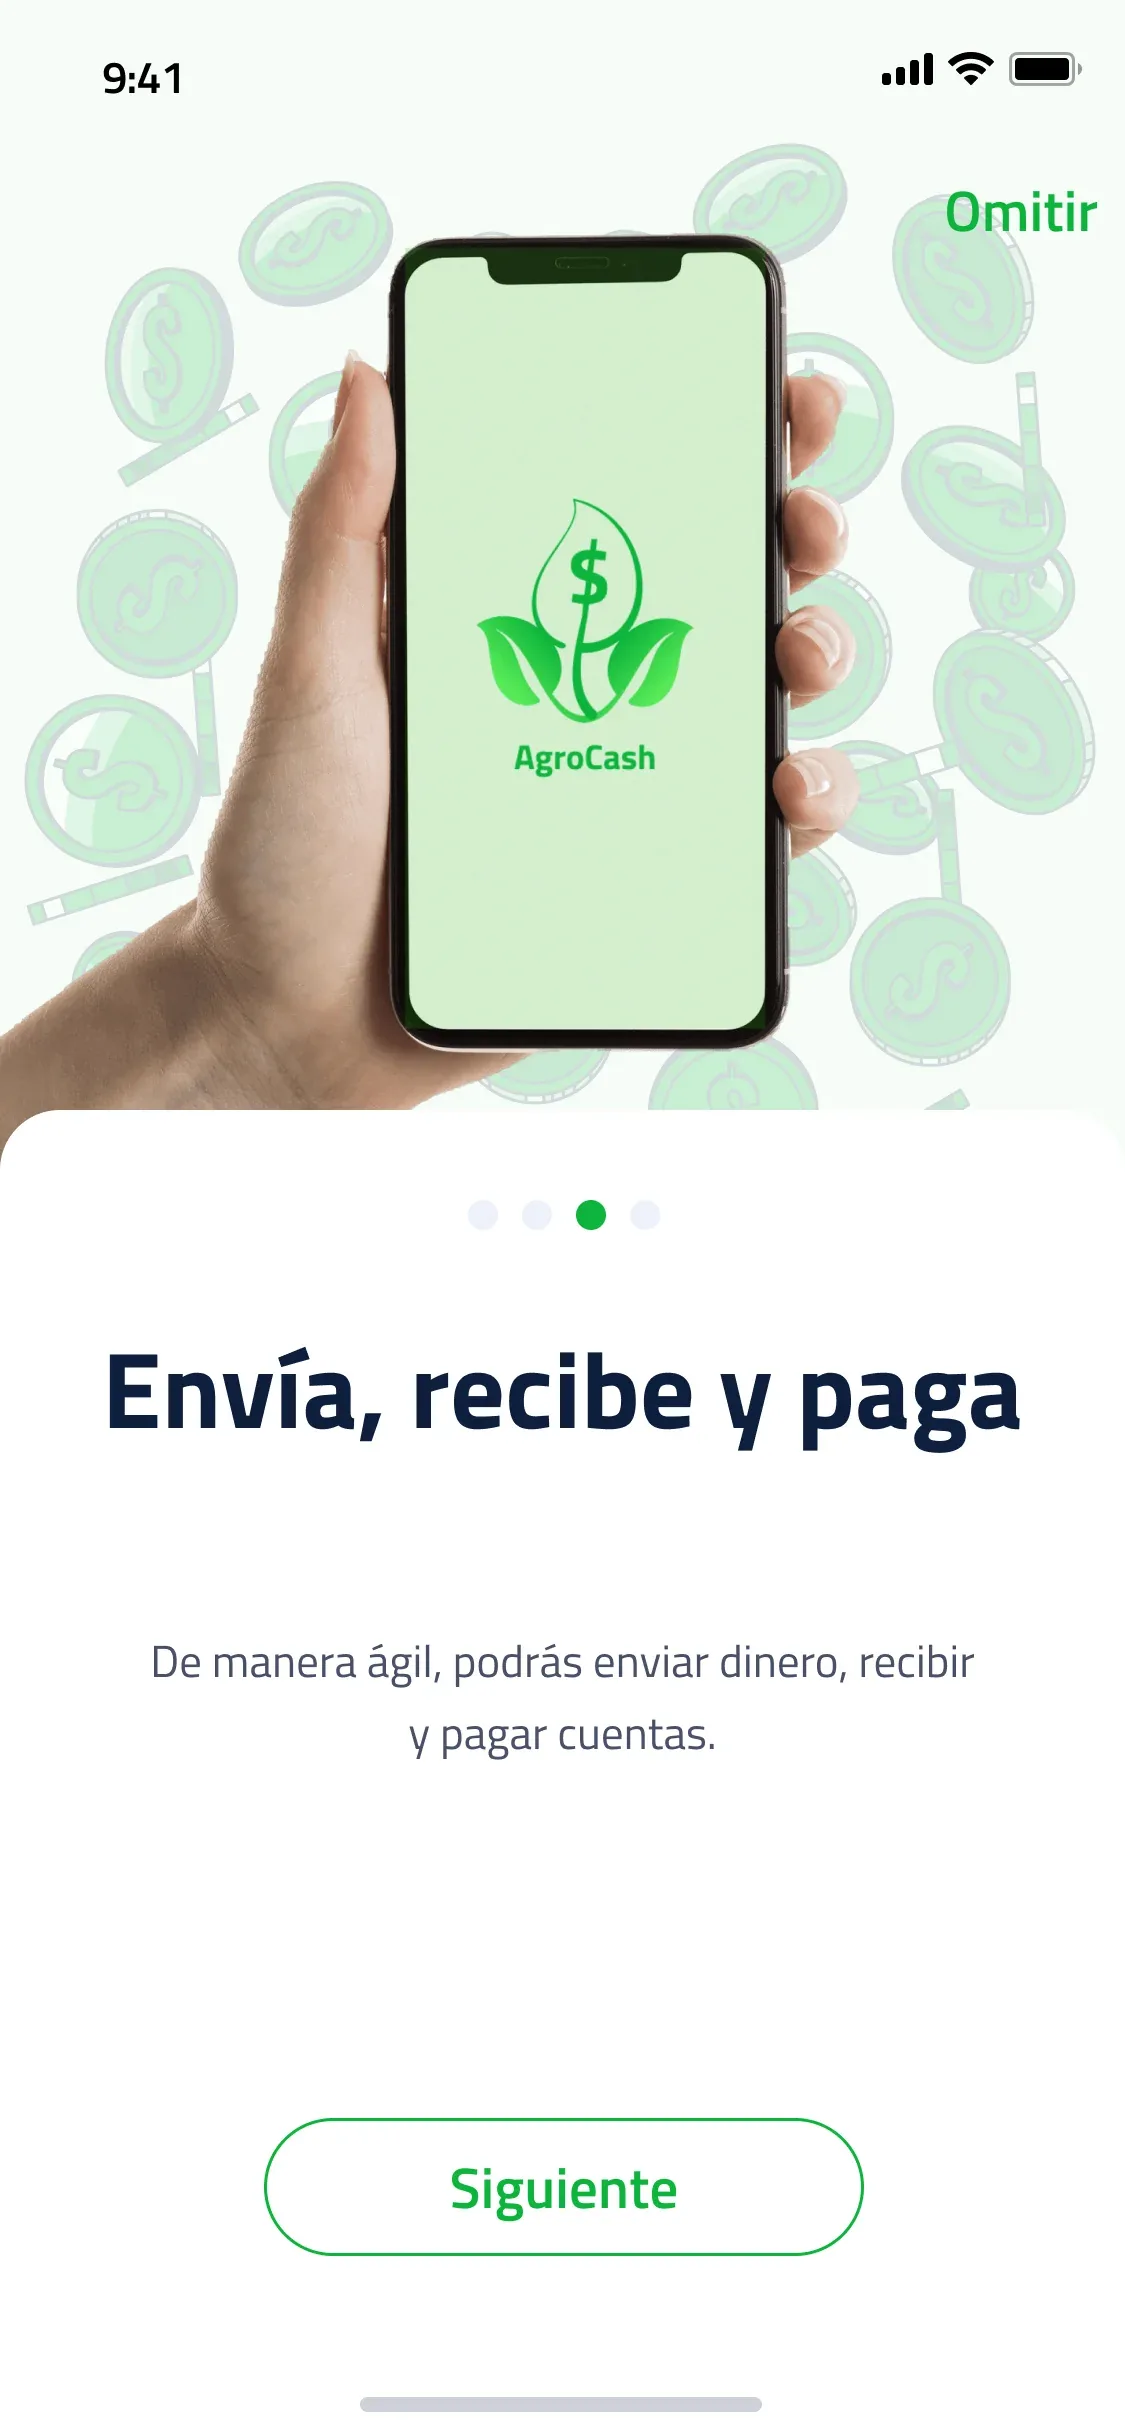 9:41
Omitir
$
AgroCash
Envía, recibe y paga
De manera ágil, podrás enviar dinero, recibir
y pagar cuentas.
Siguiente